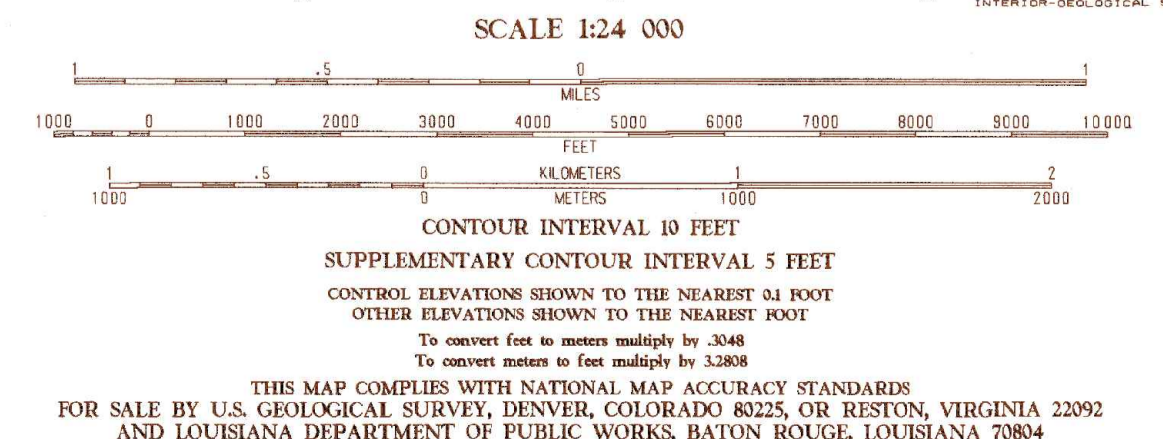 INTERIOR-GEOLOGICAL
SCALE 1:24 000
1 .5 0 1
MILES
1000 0 1000 2000 3000 4000 5000 6000 7000 8000 9000 10000
FEET
1 .5 0 KILOMETERS 1 2
1000 0 METERS 1000 2000
CONTOUR INTERVAL 10 FEET
SUPPLEMENTARY CONTOUR INTERVAL 5 FEET
CONTROL ELEVATIONS SHOWN TO THE NEAREST 0.1 FOOT
OTHER ELEVATIONS SHOWN TO THE NEAREST FOOT
To convert feet to meters multiply by .3048
To convert meters to feet multiply by 3.2808
THIS MAP COMPLIES WITH NATIONAL MAP ACCURACY STANDARDS
FOR SALE BY U.S. GEOLOGICAL SURVEY, DENVER, COLORADO 80225, OR RESTON, VIRGINIA 22092
AND LOUISIANA DEPARTMENT OF PUBLIC WORKS, BATON ROUGE, LOUISIANA 70804